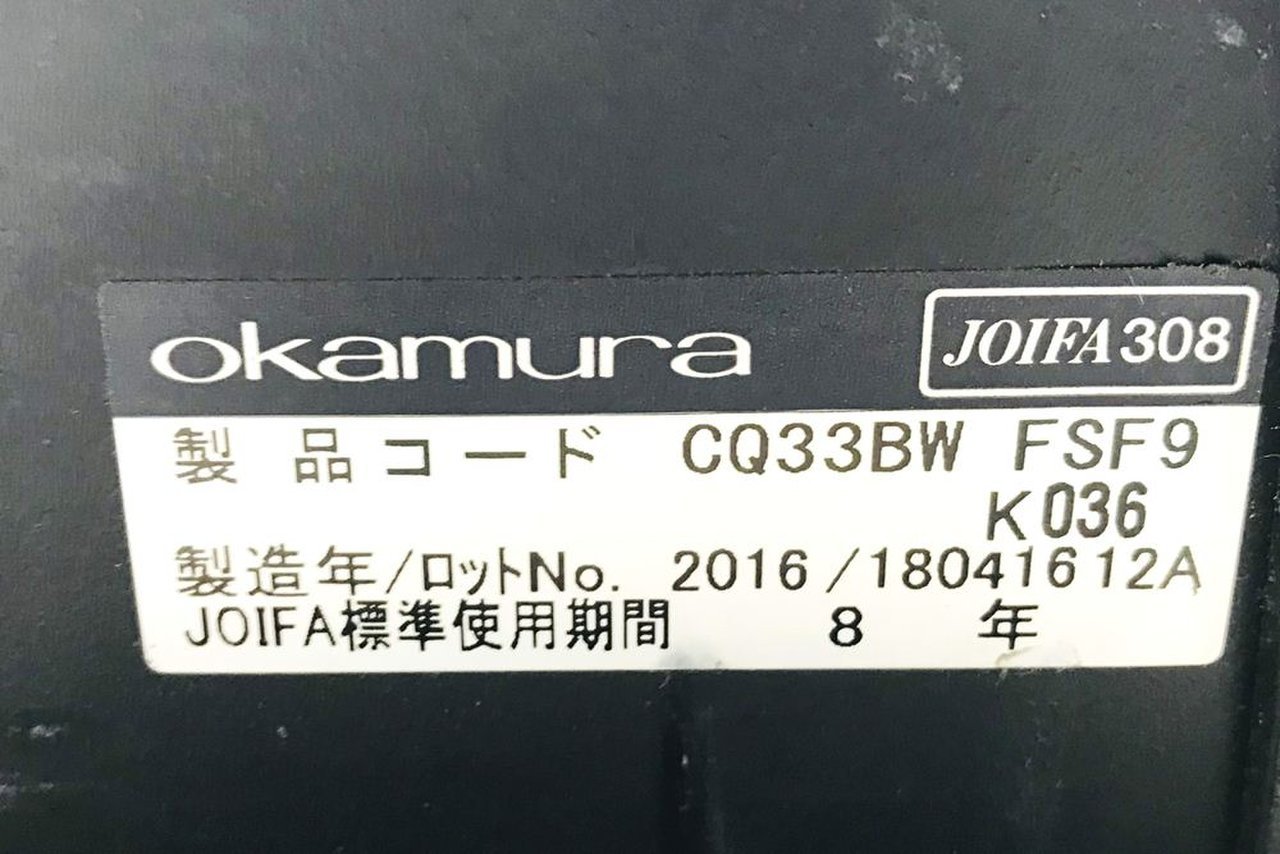 okamura
JOIFA308
製品コード CQ33BW FSF9
K036
製造年/ロットNo. 2016/18041612A
JOIFA標準使用期間 8 年